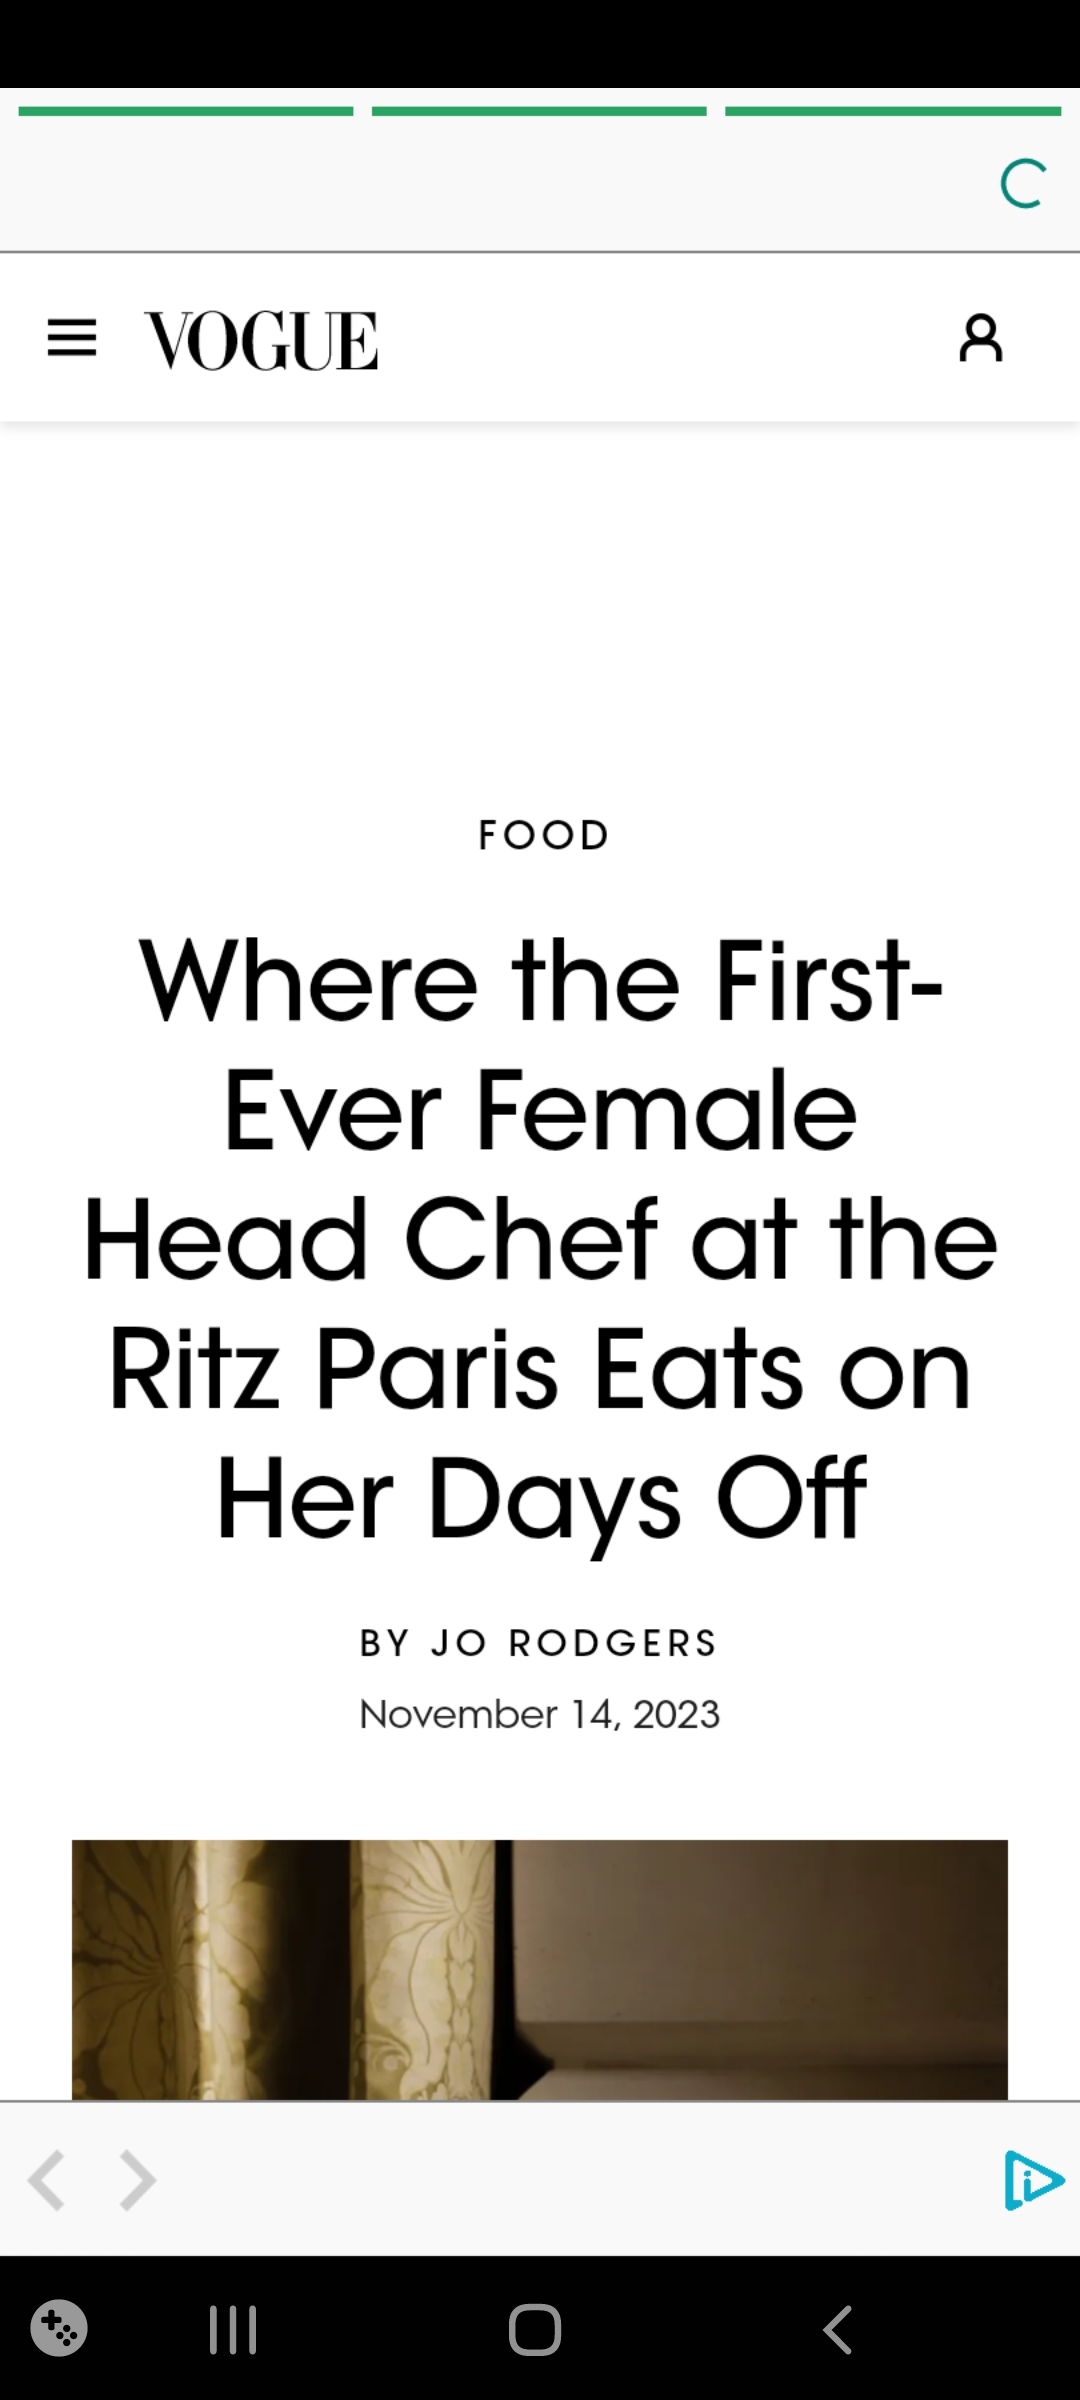 VOGUE
FOOD
Where the First-
Ever Female
Head Chef at the
Ritz Paris Eats on
Her Days Off
BY JO RODGERS
November 14, 2023